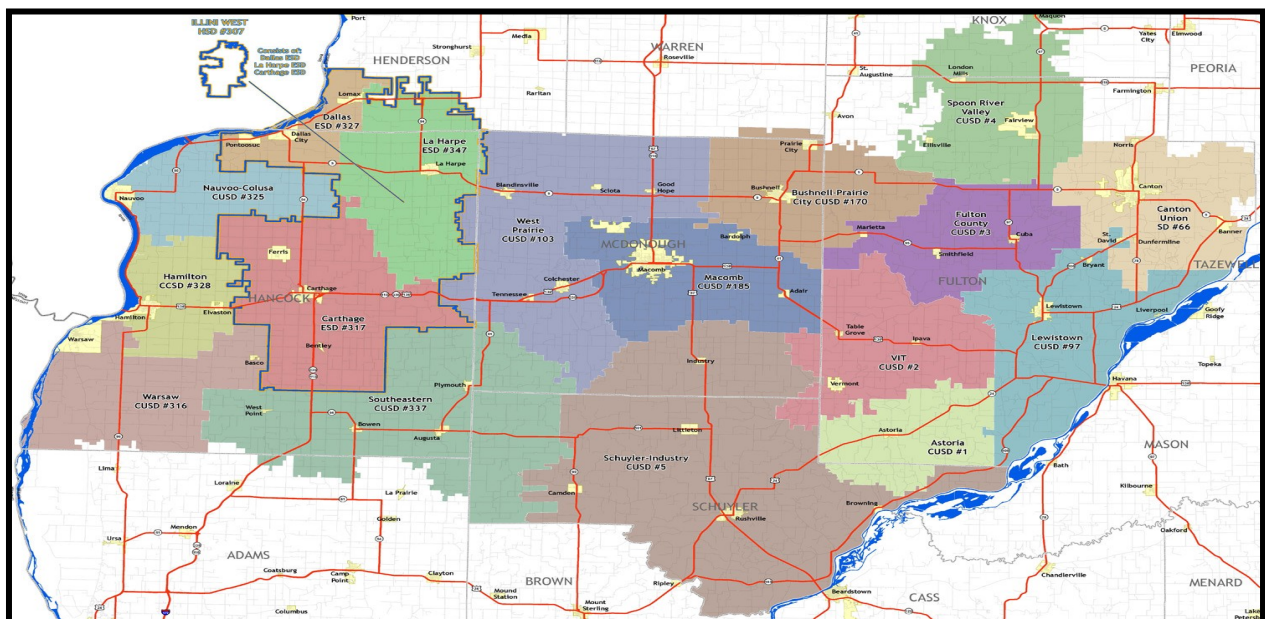 ILLINI WEST
HSD #307
Consists of:
Dallas ESD
La Harpe ESD
Carthage ESD
Port
HENDERSON
Stronghurst
Media
WARREN
Roseville
Raritan
KNOX
Maquon
Yates
City
Elmwood
PEORIA
St.
Augustine
London
Mills
Farmington
Avon
Spoon River
Valley
CUSD #4
Fairview
Ellisville
Norris
Lomax
Dallas
ESD #327
Dallas
City
Pontoosuc
La Harpe
ESD #347
La Harpe
Prairie
City
Nauvoo-Colusa
CUSD #325
Nauvoo
Blandinsville
Sciota
Good
Hope
Bushnell
Bushnell-Prairie
City CUSD #170
Canton
Canton
Union
SD #66
Banner
St.
David
Dunfermline
Bryant
TAZEWELL
West
Prairie
CUSD #103
Bardolph
MCDONOUGH
Macomb
Macomb
CUSD #185
Marietta
Fulton
County
CUSD #3
Cuba
Smithfield
FULTON
Ferris
Hamilton
CCSD #328
HANCOCK
Carthage
Carthage
ESD #317
Bentley
Hamilton
Elvaston
Warsaw
Basco
Colchester
Tennessee
Adair
Lewistown
Liverpool
Goofy
Ridge
Lewistown
CUSD #97
Table
Grove
Ipava
VIT
CUSD #2
Vermont
Industry
Topeka
Havana
Warsaw
CUSD #316
West
Point
Plymouth
Southeastern
CUSD #337
Bowen
Augusta
Littleton
Astoria
Astoria
CUSD #1
MASON
Lima
Loraine
La Prairie
Golden
Schuyler-Industry
CUSD #5
Camden
SCHUYLER
Rushville
Browning
Bath
Kilbourne
Ursa
Mendon
ADAMS
Coatsburg
Camp
Point
Clayton
Columbus
BROWN
Mound
Station
Mount
Sterling
Ripley
Beardstown
CASS
Chandlerville
Oakford
MENARD
Lake